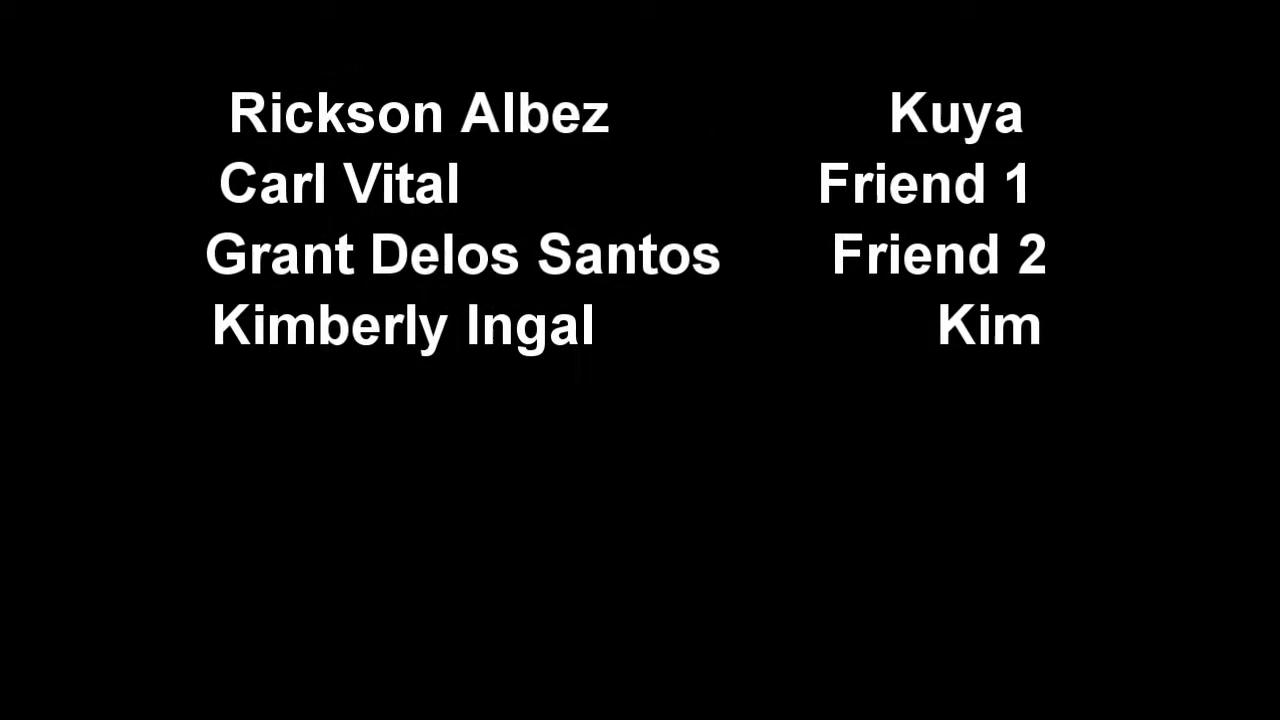 Rickson Albez Kuya
Carl Vital Friend 1
Grant Delos Santos Friend 2
Kimberly Ingal Kim